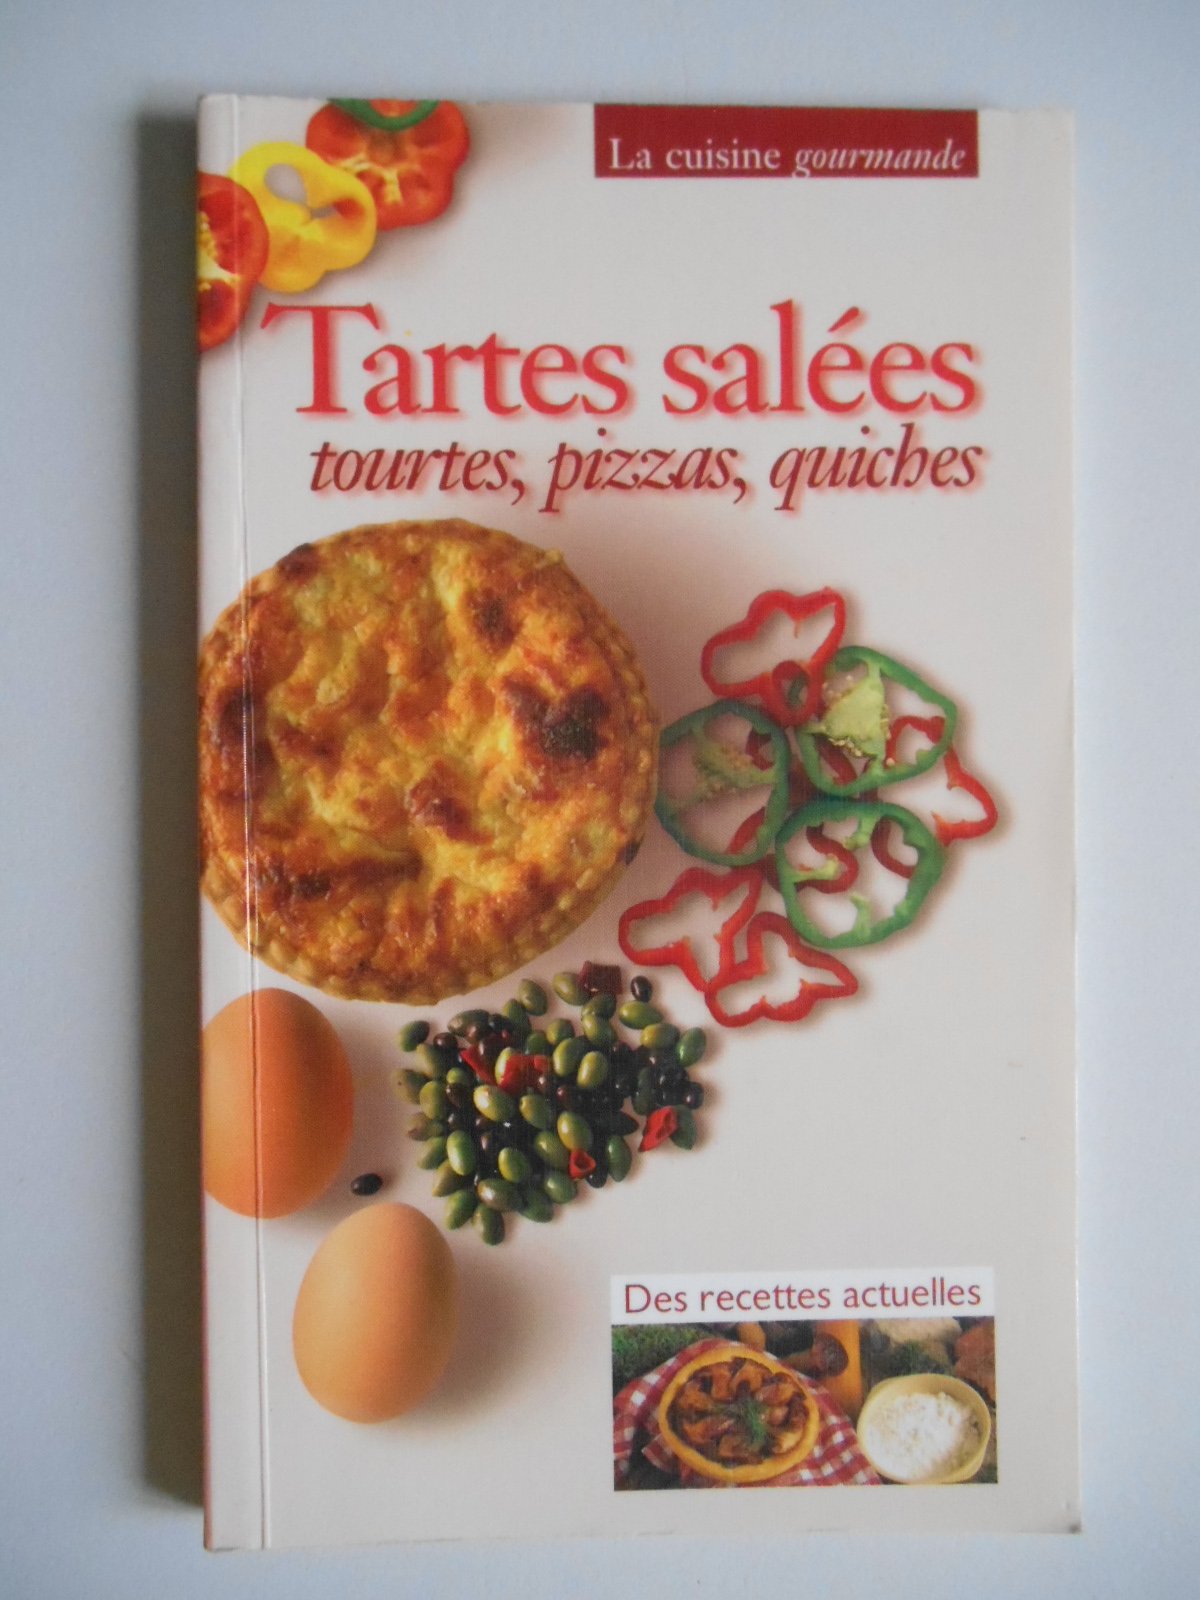 La cuisine gourmande
Tartes salées
tourtes, pizzas, quiches
Des recettes actuelles